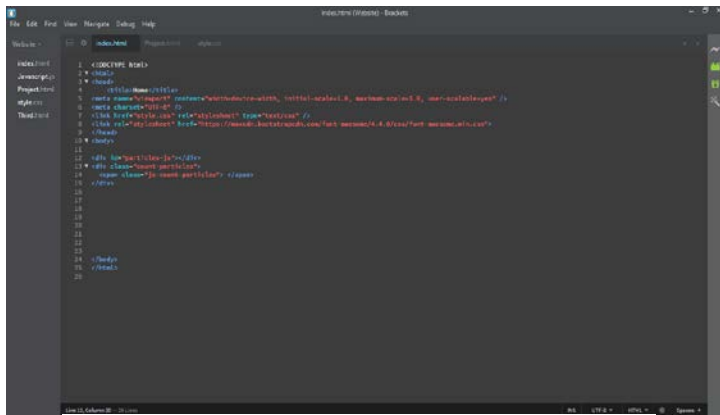 index.html (Website) - Brackets
File Edit Find View Navigate Debug Help
Website
index.html Project.html style.css
index.html
Javascript.js
Project.html
style.css
Third.html
1 <!DOCTYPE html>
2 <html>
3 <head>
4 <title>Home</title>
5 <meta name="viewport" content="width=device-width, initial-scale=1.0, maximum-scale=1.0, user-scalable=yes" />
6 <meta charset="UTF-8" />
7 <link href="style.css" rel="stylesheet" type="text/css" />
8 <link rel="stylesheet" href="https://maxcdn.bootstrapcdn.com/font-awesome/4.4.0/css/font-awesome.min.css">
9 </head>
10 <body>
11
12 <div id="particles-js"></div>
13 <div class="count-particles">
14 <span class="js-count-particles"> </span>
15 </div>
16
17
18
19
20
21
22
23
24 </body>
25 </html>
26
INS UTF-8 HTML Spaces: 4